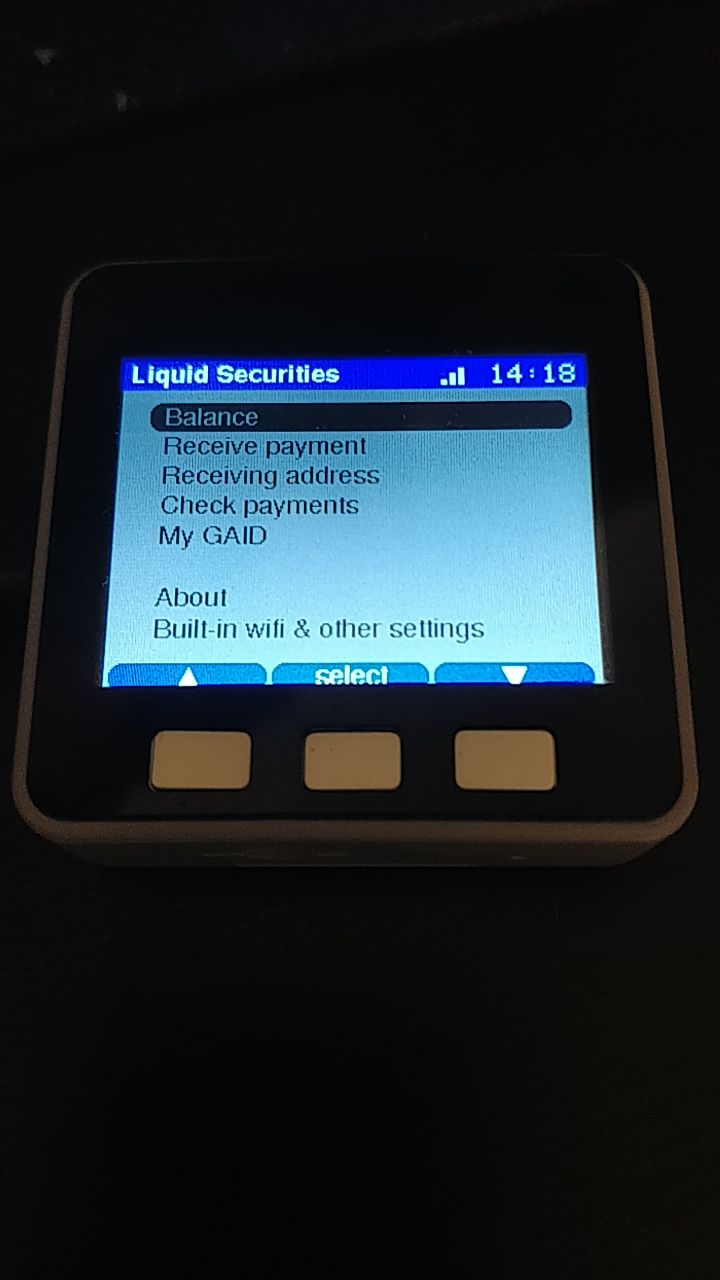 Liquid Securities 14:18
Balance
Receive payment
Receiving address
Check payments
My GAID
About
Built-in wifi & other settings
select